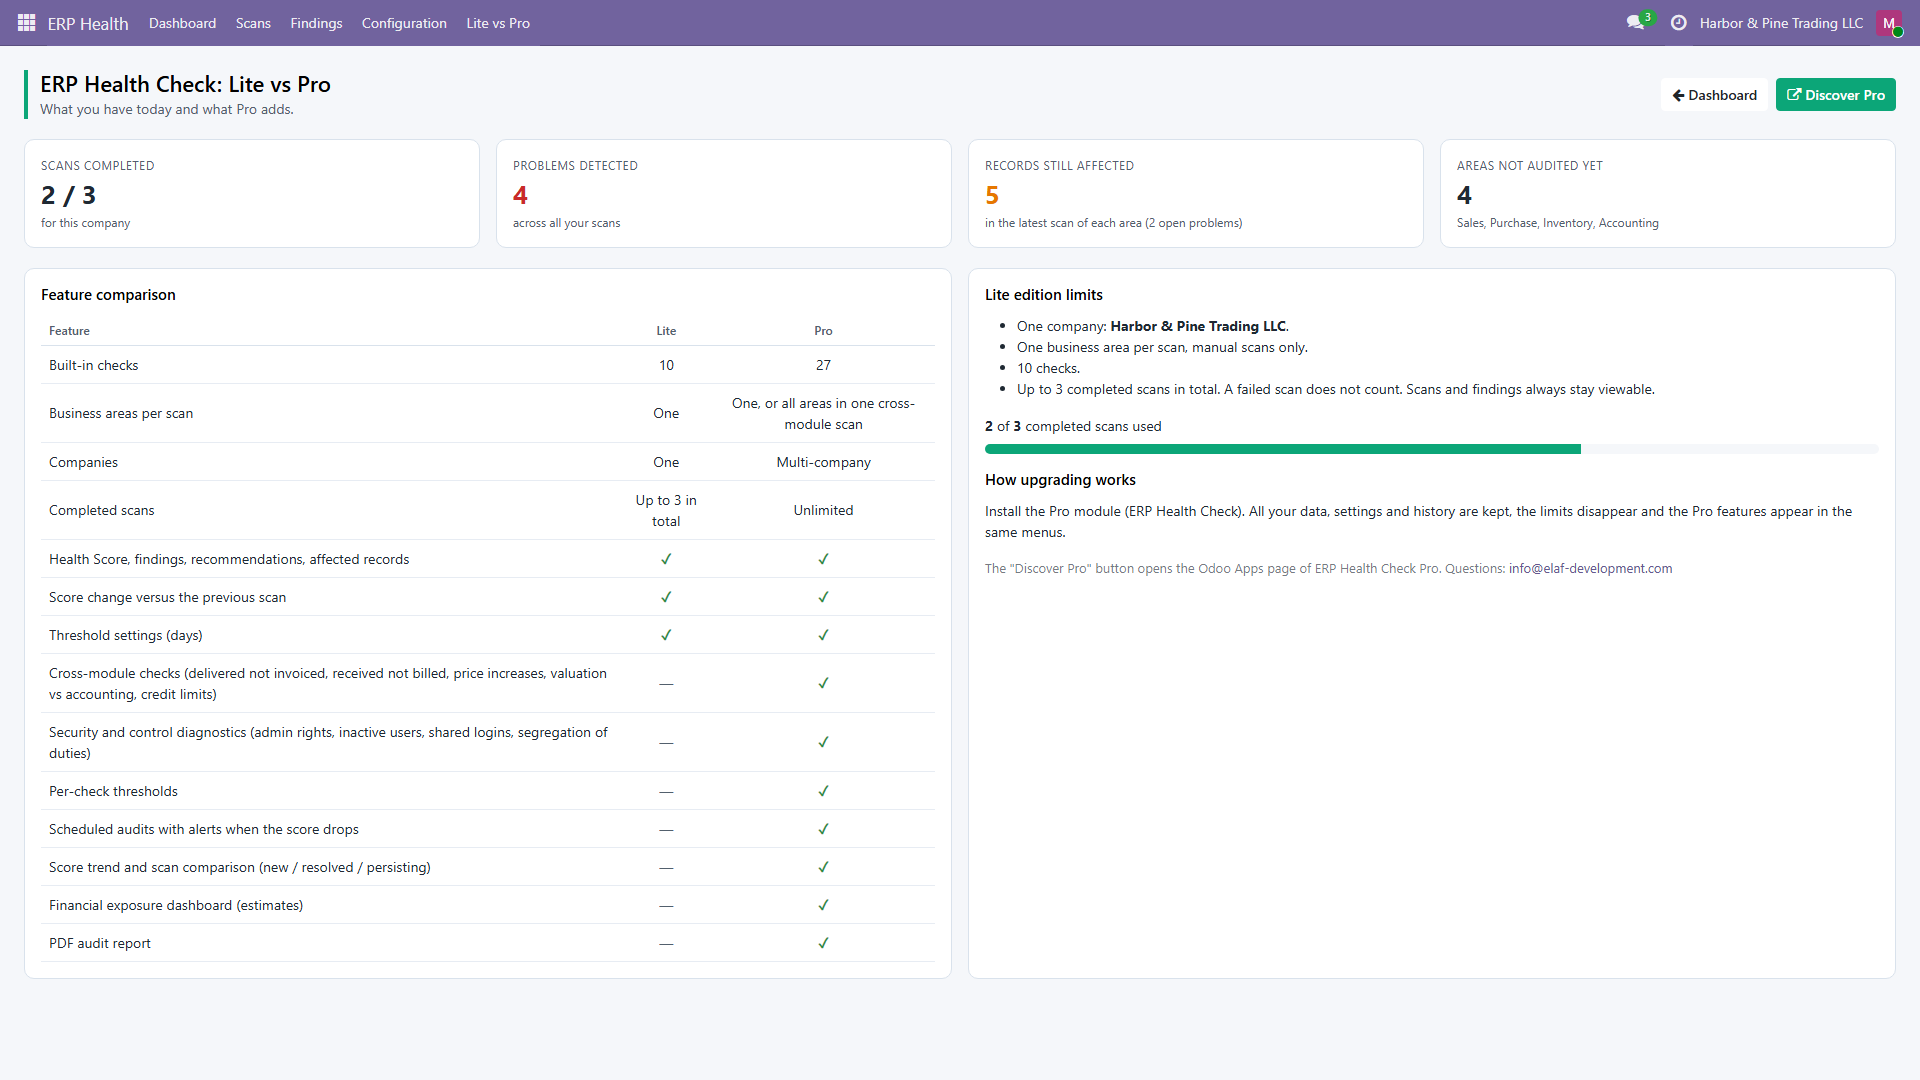 ERP Health Dashboard Scans Findings Configuration Lite vs Pro 3 Harbor & Pine Trading LLC M
ERP Health Check: Lite vs Pro
What you have today and what Pro adds.
Dashboard Discover Pro
SCANS COMPLETED
2 / 3
for this company
PROBLEMS DETECTED
4
across all your scans
RECORDS STILL AFFECTED
5
in the latest scan of each area (2 open problems)
AREAS NOT AUDITED YET
4
Sales, Purchase, Inventory, Accounting
Feature comparison
Feature Lite Pro
Built-in checks 10 27
Business areas per scan One One, or all areas in one cross-
module scan
Companies One Multi-company
Completed scans Up to 3 in
total Unlimited
Health Score, findings, recommendations, affected records ✓ ✓
Score change versus the previous scan ✓ ✓
Threshold settings (days) ✓ ✓
Cross-module checks (delivered not invoiced, received not billed, price increases, valuation
vs accounting, credit limits) — ✓
Security and control diagnostics (admin rights, inactive users, shared logins, segregation of
duties) — ✓
Per-check thresholds — ✓
Scheduled audits with alerts when the score drops — ✓
Score trend and scan comparison (new / resolved / persisting) — ✓
Financial exposure dashboard (estimates) — ✓
PDF audit report — ✓
Lite edition limits
• One company: Harbor & Pine Trading LLC.
• One business area per scan, manual scans only.
• 10 checks.
• Up to 3 completed scans in total. A failed scan does not count. Scans and findings always stay viewable.
2 of 3 completed scans used
How upgrading works
Install the Pro module (ERP Health Check). All your data, settings and history are kept, the limits disappear and the Pro features appear in the
same menus.
The "Discover Pro" button opens the Odoo Apps page of ERP Health Check Pro. Questions: info@elaf-development.com